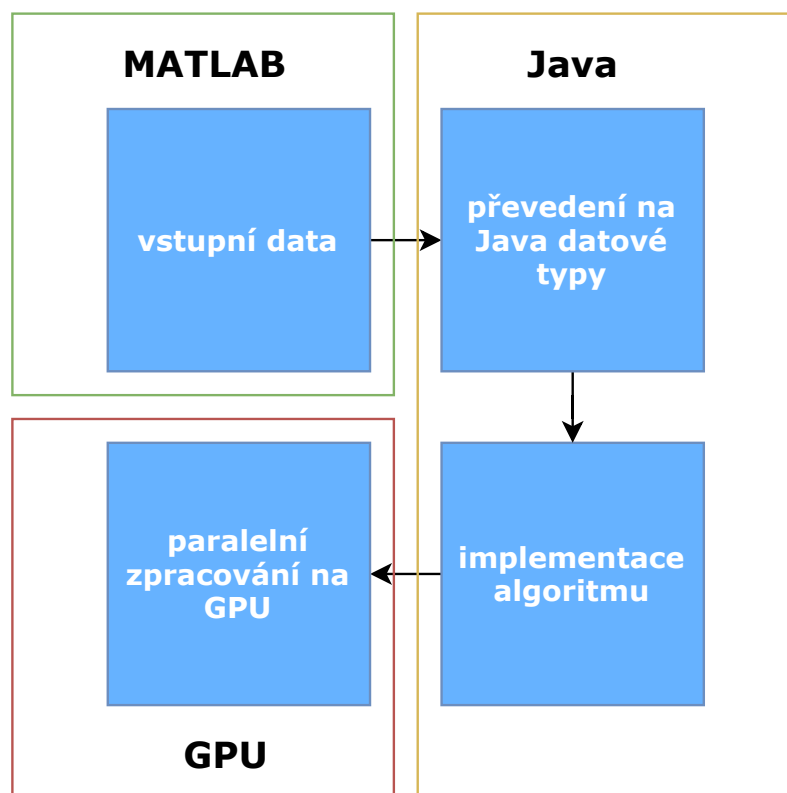 MATLAB
vstupní data
Java
převedení na
Java datové
typy
implementace
algoritmu
paralelní
zpracování na
GPU
GPU